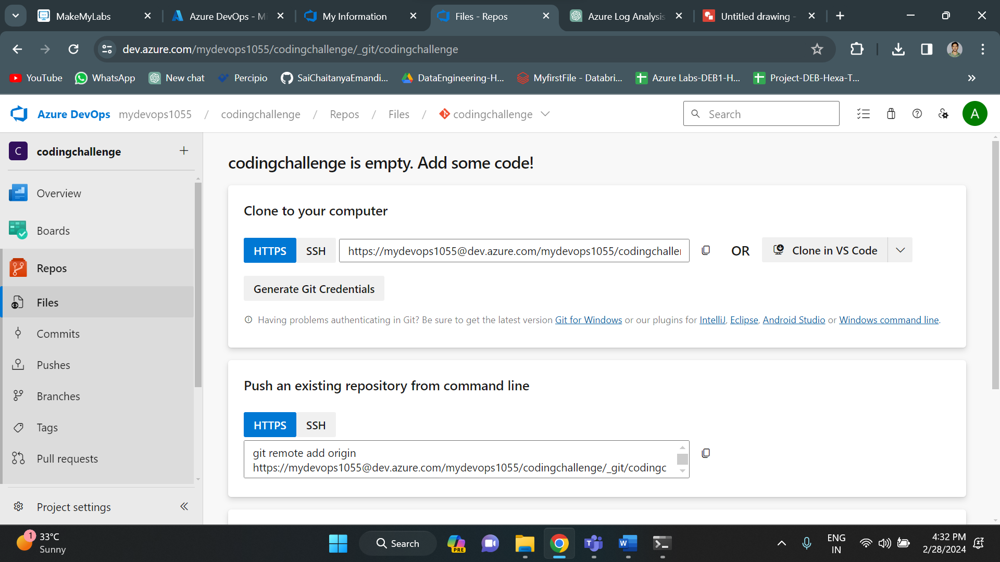 MakeMyLabs
Azure DevOps - M
My Information
Files - Repos
Azure Log Analysis
Untitled drawing -
dev.azure.com/mydevops1055/codingchallenge/_git/codingchallenge
YouTube
WhatsApp
New chat
Percipio
SaiChaitanyaEmandi...
DataEngineering-H...
MyfirstFile - Databri...
Azure Labs-DEB1-H...
Project-DEB-Hexa-T...
Azure DevOps mydevops1055 / codingchallenge / Repos / Files / codingchallenge
Search
A
C codingchallenge
Overview
Boards
Repos
Files
Commits
Pushes
Branches
Tags
Pull requests
Project settings
codingchallenge is empty. Add some code!
Clone to your computer
HTTPS SSH https://mydevops1055@dev.azure.com/mydevops1055/codingchaller OR Clone in VS Code
Generate Git Credentials
Having problems authenticating in Git? Be sure to get the latest version Git for Windows or our plugins for IntelliJ, Eclipse, Android Studio or Windows command line.
Push an existing repository from command line
HTTPS SSH
git remote add origin
https://mydevops1055@dev.azure.com/mydevops1055/codingchallenge/_git/codingc
1
33°C
Sunny
Search
PRE
ENG
IN
4:32 PM
2/28/2024